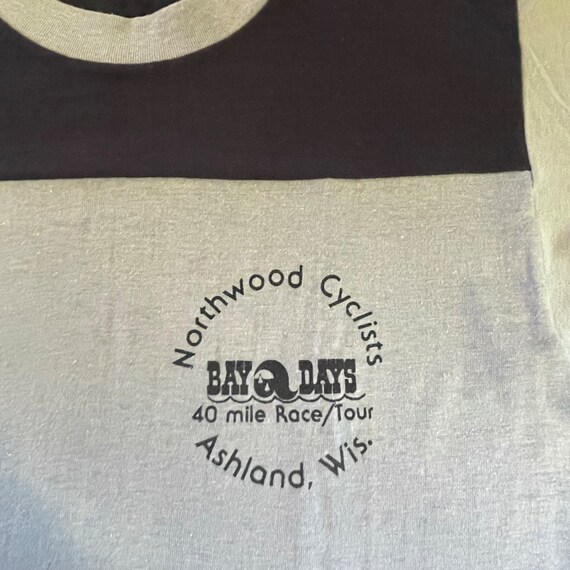 Northwood Cyclists
BAY DAYS
40 mile Race/Tour
Ashland, Wis.